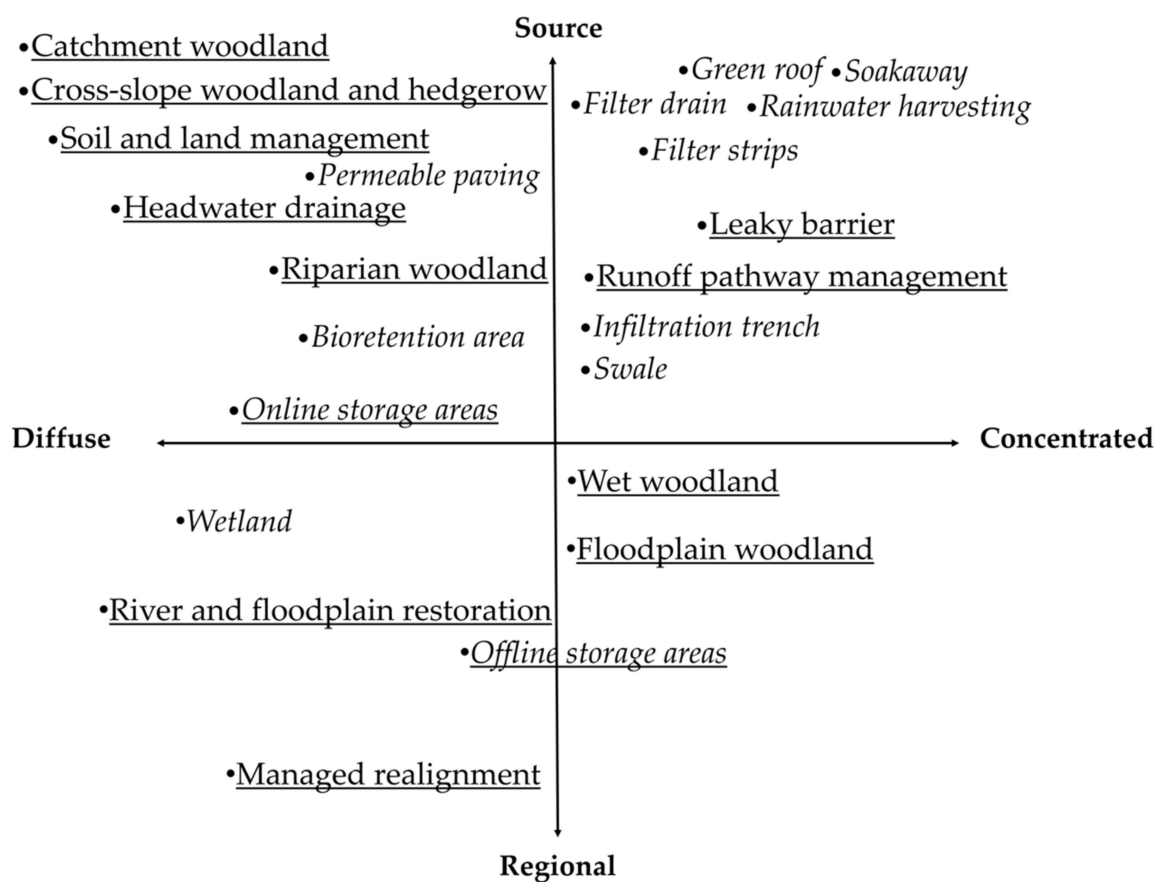 Source
•Catchment woodland
•Green roof •Soakaway
•Cross-slope woodland and hedgerow
•Filter drain •Rainwater harvesting
•Soil and land management
•Filter strips
•Permeable paving
•Headwater drainage
•Leaky barrier
•Riparian woodland
•Runoff pathway management
•Infiltration trench
•Bioretention area
•Swale
•Online storage areas
Diffuse
Concentrated
•Wet woodland
•Wetland
•Floodplain woodland
•River and floodplain restoration
•Offline storage areas
•Managed realignment
Regional